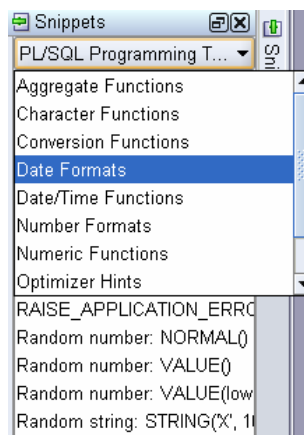 Snippets
PL/SQL Programming T...
Sni
Aggregate Functions
Character Functions
Conversion Functions
Date Formats
Date/Time Functions
Number Formats
Numeric Functions
Optimizer Hints
RAISE_APPLICATION_ERRO
Random number: NORMAL()
Random number: VALUE()
Random number: VALUE(low
Random string: STRING('X', 1